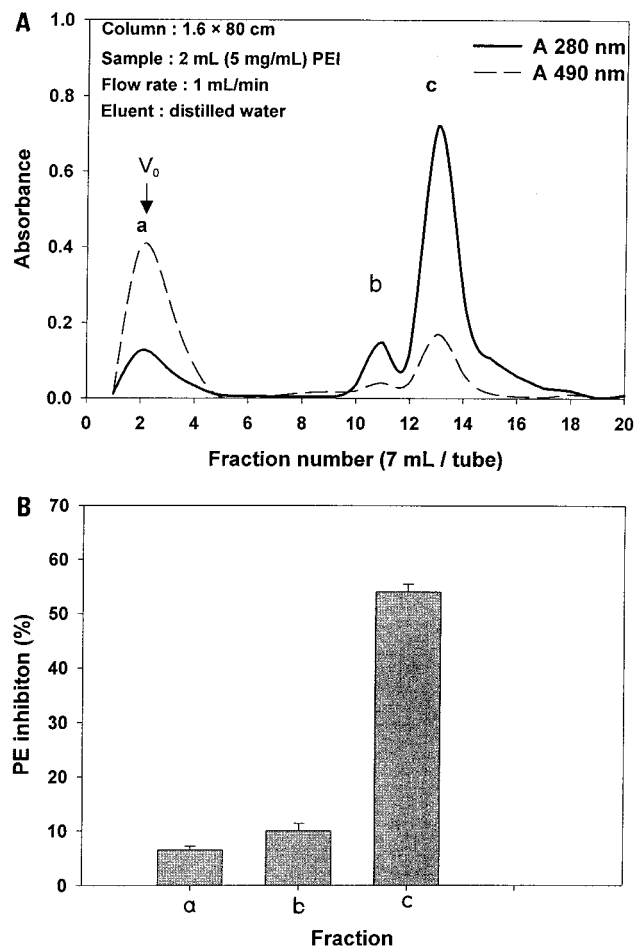 A
Column : 1.6 × 80 cm
Sample : 2 mL (5 mg/mL) PEI
Flow rate : 1 mL/min
Eluent : distilled water
A 280 nm
A 490 nm
V₀
a
b
c
1.0
0.8
0.6
0.4
0.2
0.0
Absorbance
0 2 4 6 8 10 12 14 16 18 20
Fraction number (7 mL / tube)
B
70
60
50
40
30
20
10
0
PE inhibiton (%)
a b c
Fraction